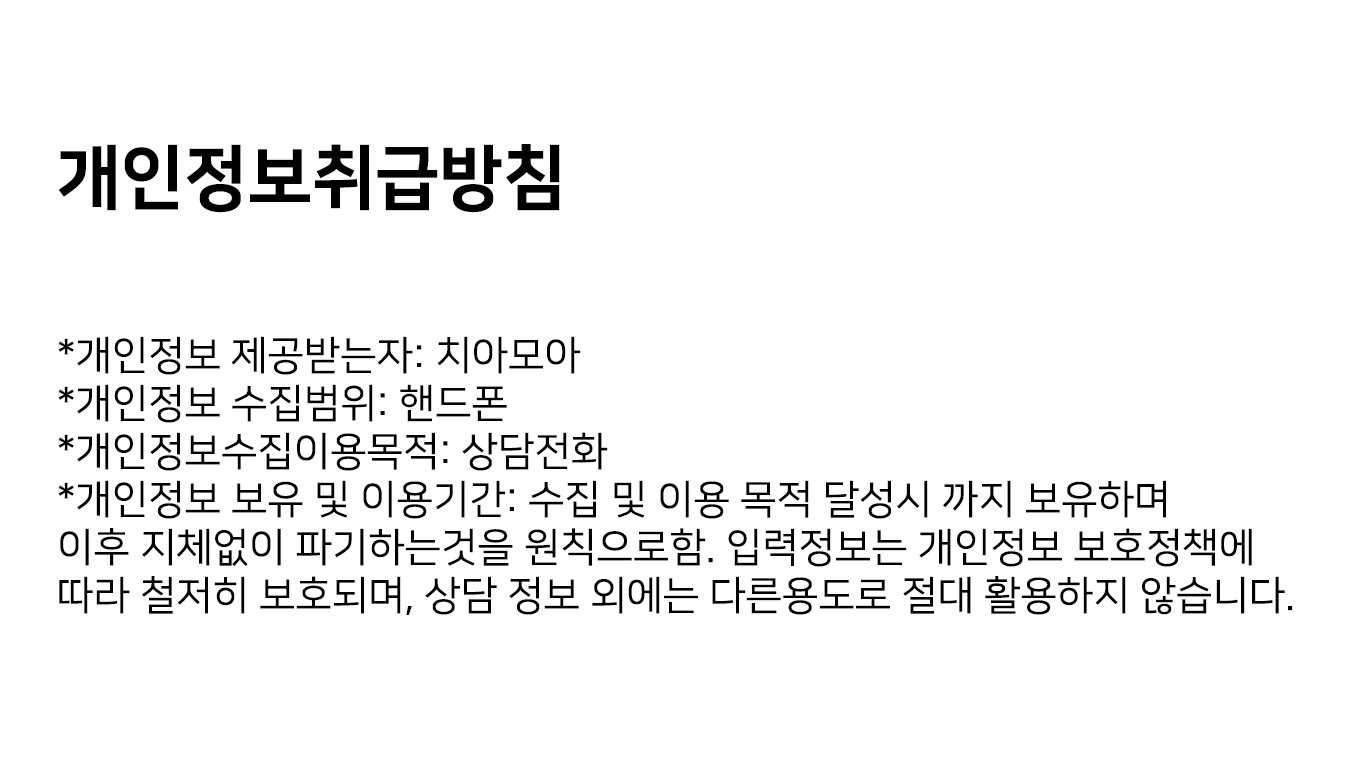 개인정보취급방침
*개인정보 제공받는자: 치아모아
*개인정보 수집범위: 핸드폰
*개인정보수집이용목적: 상담전화
*개인정보 보유 및 이용기간: 수집 및 이용 목적 달성시 까지 보유하며
이후 지체없이 파기하는것을 원칙으로함. 입력정보는 개인정보 보호정책에
따라 철저히 보호되며, 상담 정보 외에는 다른용도로 절대 활용하지 않습니다.